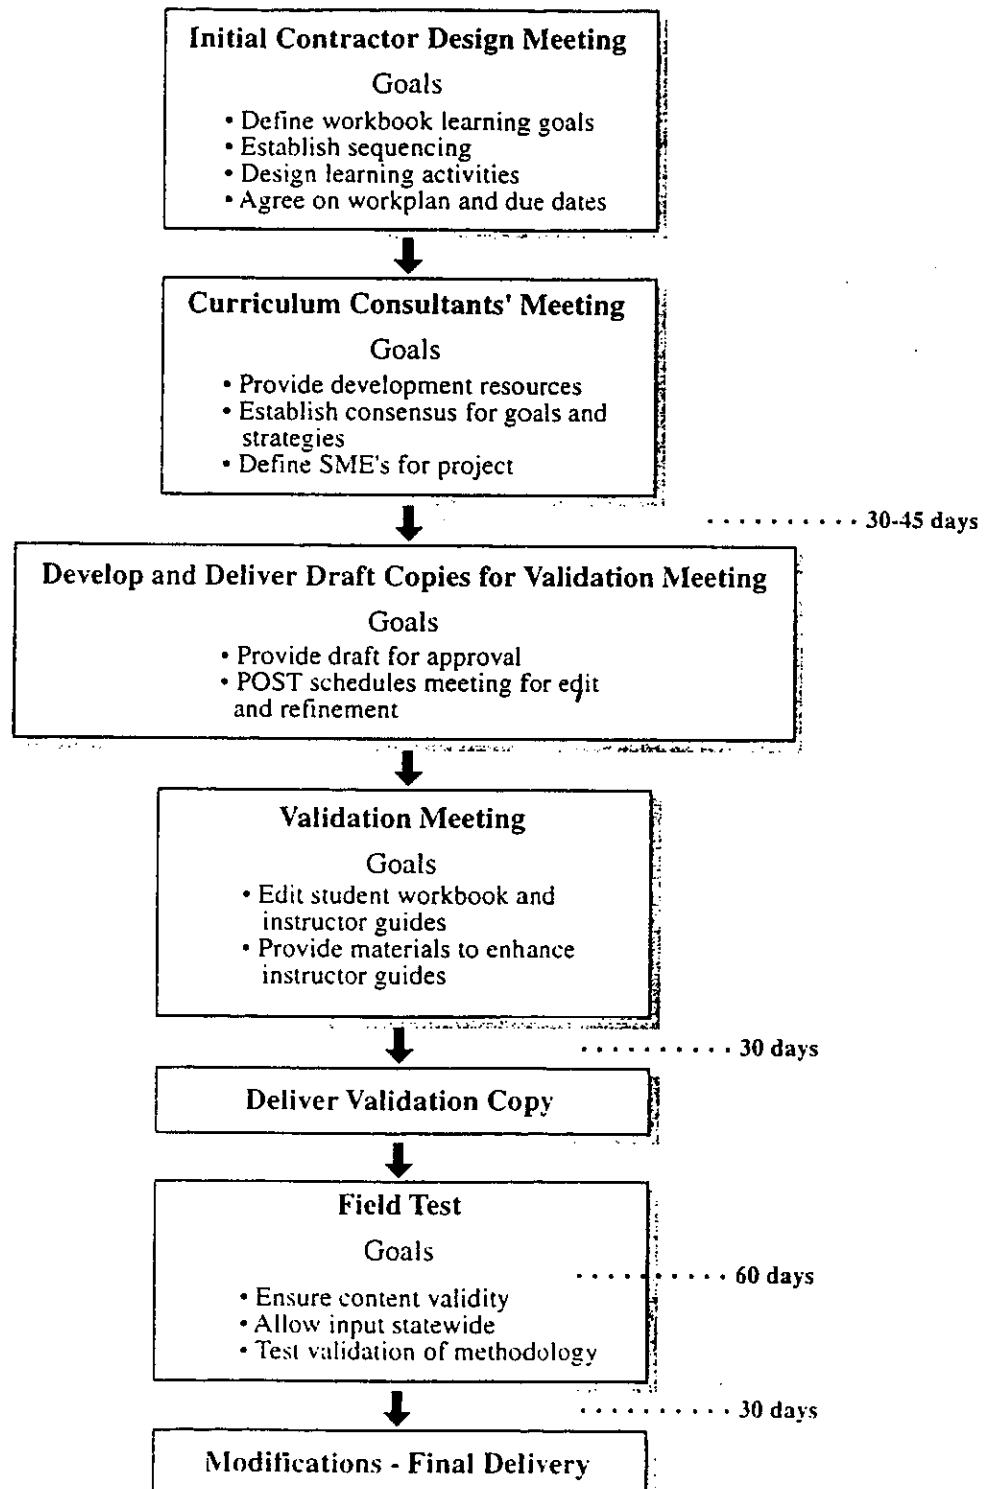 Initial Contractor Design Meeting
Goals
• Define workbook learning goals
• Establish sequencing
• Design learning activities
• Agree on workplan and due dates
Curriculum Consultants' Meeting
Goals
• Provide development resources
• Establish consensus for goals and
strategies
• Define SME's for project
. . . . . . . . . . 30-45 days
Develop and Deliver Draft Copies for Validation Meeting
Goals
• Provide draft for approval
• POST schedules meeting for edit
and refinement
Validation Meeting
Goals
• Edit student workbook and
instructor guides
• Provide materials to enhance
instructor guides
. . . . . . . . . . 30 days
Deliver Validation Copy
Field Test
Goals
. . . . . . . . . . 60 days
• Ensure content validity
• Allow input statewide
• Test validation of methodology
. . . . . . . . . . 30 days
Modifications - Final Delivery